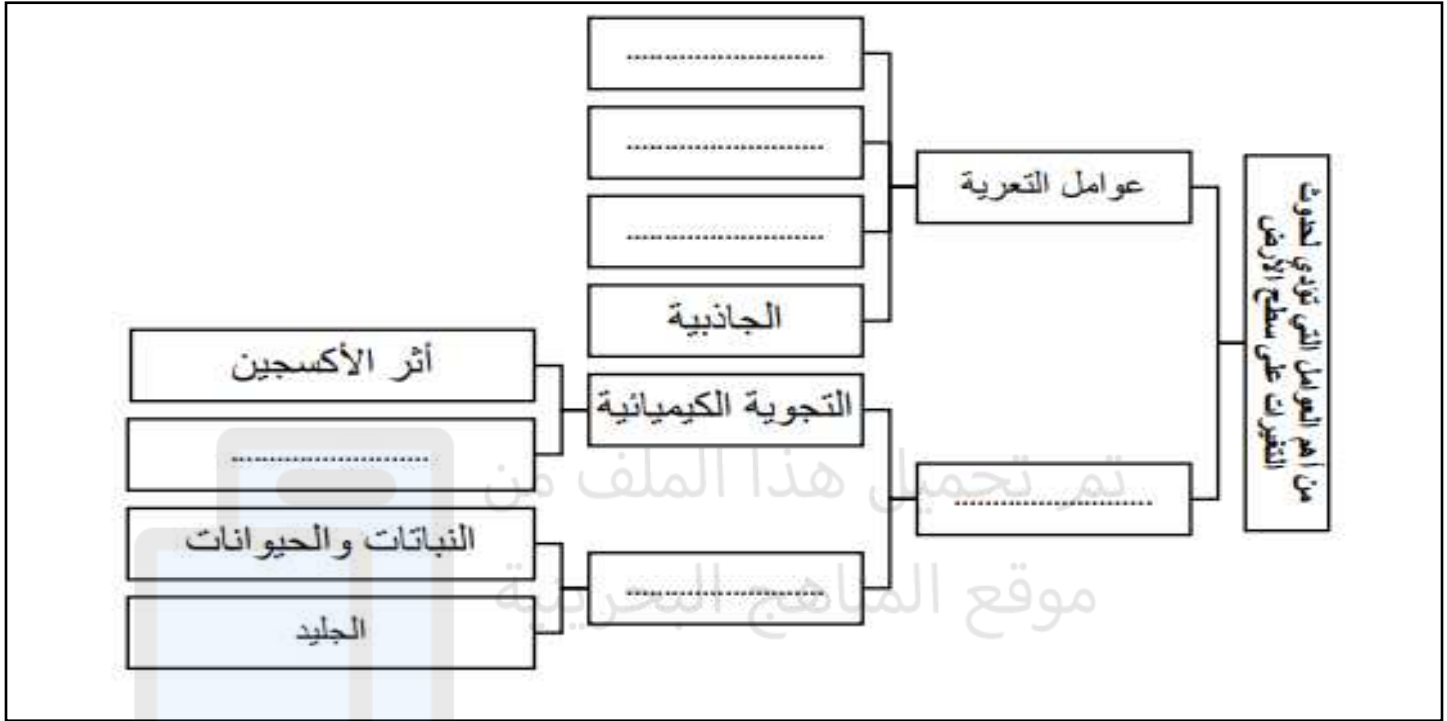 من أهم العوامل التي تؤدي لحدوث
التغيرات على سطح الأرض
عوامل التعرية
........................
........................
........................
الجاذبية
........................
التجوية الكيميائية
أثر الأكسجين
........................
........................
النباتات والحيوانات
الجليد
تم تحميل هذا الملف من
موقع المناهج البحرينية